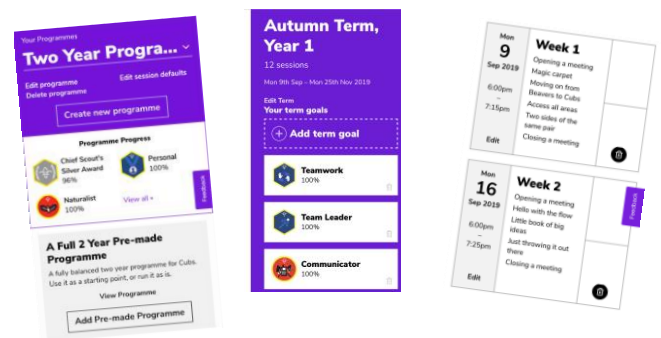 Your Programmes
Two Year Progra...
Edit programme
Edit session defaults
Delete programme
Create new programme
Programme Progress
Chief Scout's
Silver Award
96%
Personal
100%
Naturalist
100%
View all
Feedback
A Full 2 Year Pre-made
Programme
A fully balanced two year programme for Cubs.
Use it as a starting point, or run it as is.
View Programme
Add Pre-made Programme
Autumn Term,
Year 1
12 sessions
Mon 9th Sep – Mon 25th Nov 2019
Edit Term
Your term goals
+ Add term goal
Teamwork
100%
Team Leader
100%
Communicator
100%
Mon
9
Sep 2019
6:00pm
–
7:15pm
Edit
Week 1
Opening a meeting
Magic carpet
Moving on from
Beavers to Cubs
Access all areas
Two sides of the
same pair
Closing a meeting
Mon
16
Sep 2019
6:00pm
–
7:25pm
Edit
Week 2
Opening a meeting
Hello with the flow
Little book of big
ideas
Just throwing it out
there
Closing a meeting
Feedback